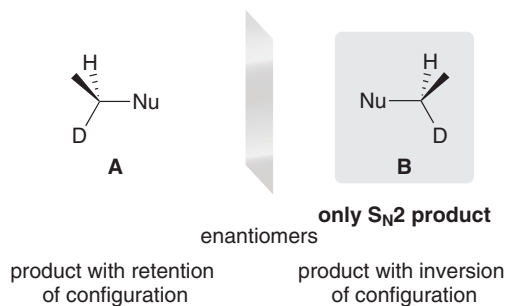 H
Nu
D
A
H
Nu
D
B
only SN2 product
enantiomers
product with retention
of configuration
product with inversion
of configuration